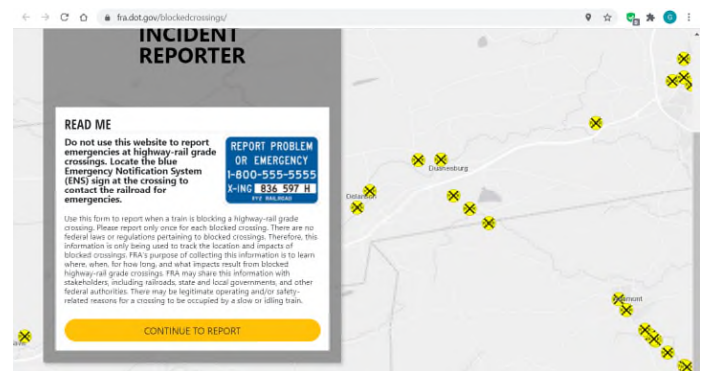 fra.dot.gov/blockedcrossings/
G
INCIDENT
REPORTER
READ ME
Do not use this website to report
emergencies at highway-rail grade
crossings. Locate the blue
Emergency Notification System
(ENS) sign at the crossing to
contact the railroad for
emergencies.
REPORT PROBLEM
OR EMERGENCY
1-800-555-5555
X-ING 836 597 H
XYZ RAILROAD
Use this form to report when a train is blocking a highway-rail grade
crossing. Please report only once for each blocked crossing. There are no
federal laws or regulations pertaining to blocked crossings. Therefore, this
information is only being used to track the location and impacts of
blocked crossings. FRA's purpose of collecting this information is to learn
where, when, for how long, and what impacts result from blocked
highway-rail grade crossings. FRA may share this information with
stakeholders, including railroads, state and local governments, and other
federal authorities. There may be legitimate operating and/or safety-
related reasons for a crossing to be occupied by a slow or idling train.
CONTINUE TO REPORT
Duanesburg
Delanson